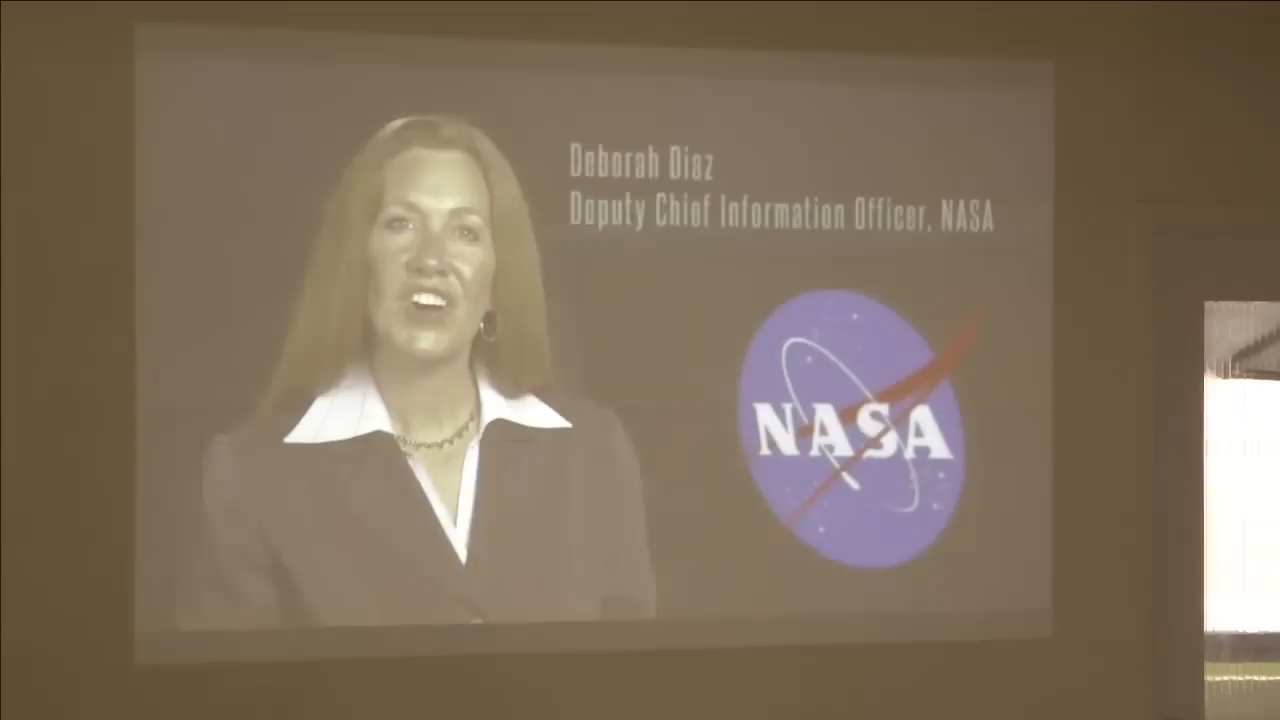 Deborah Diaz
Deputy Chief Information Officer, NASA
NASA